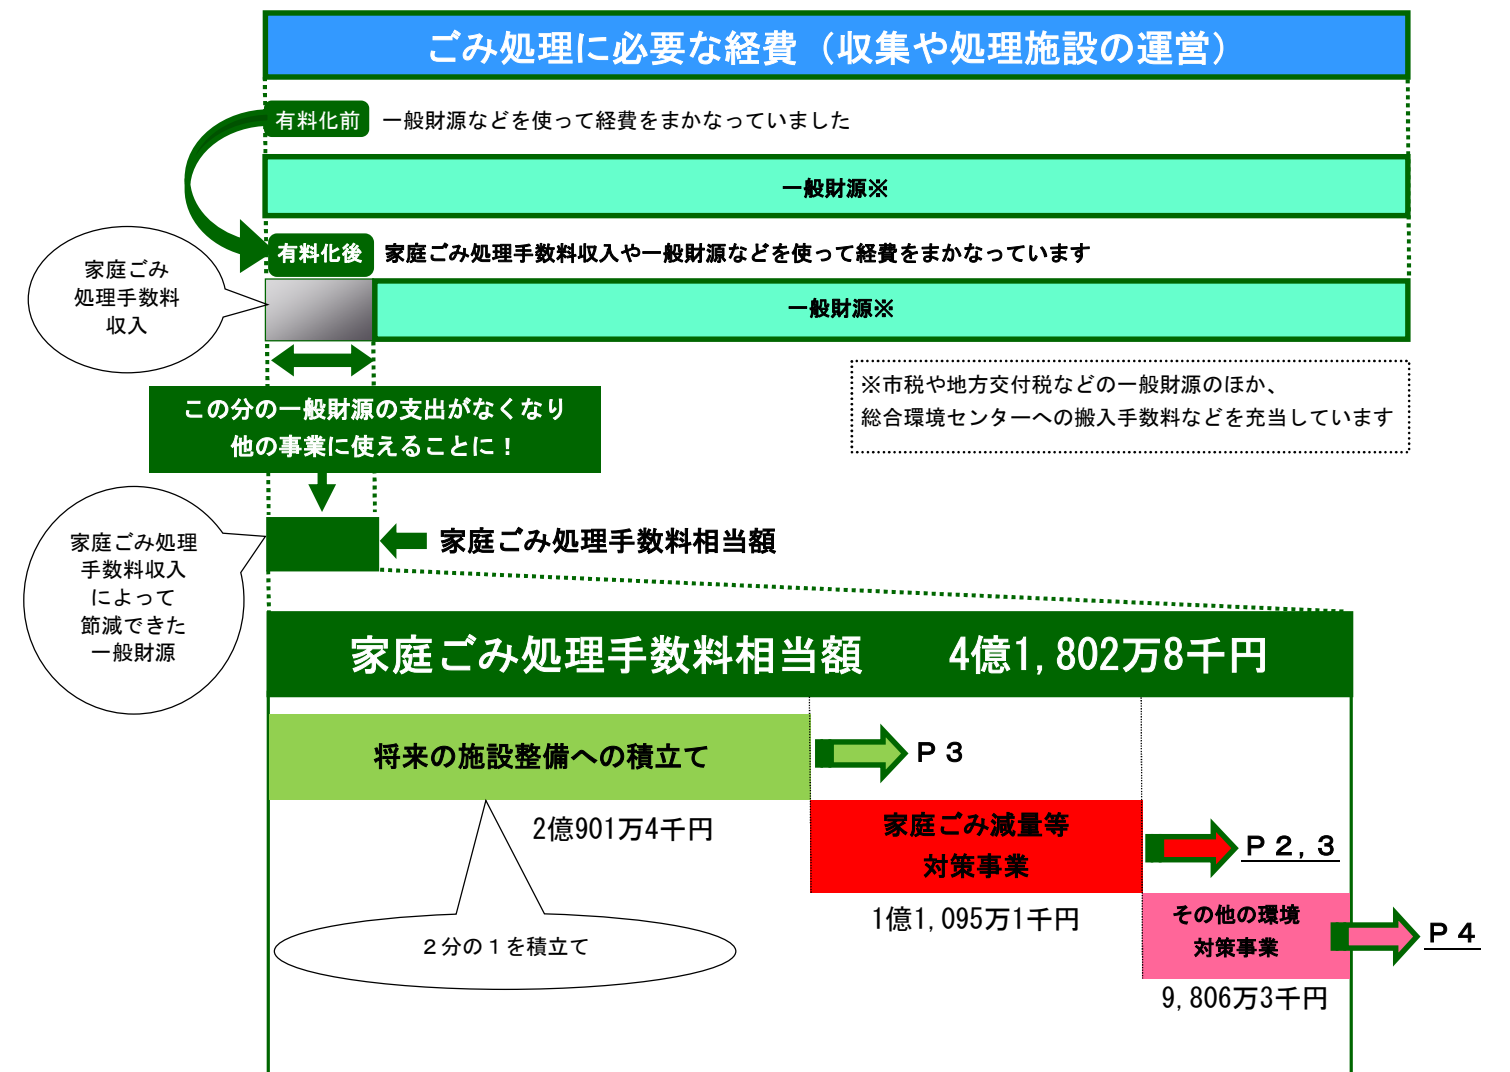 ごみ処理に必要な経費（収集や処理施設の運営）
有料化前
一般財源などを使って経費をまかなっていました
一般財源※
有料化後
家庭ごみ処理手数料収入や一般財源などを使って経費をまかなっています
家庭ごみ
処理手数料
収入
一般財源※
※市税や地方交付税などの一般財源のほか、
総合環境センターへの搬入手数料などを充当しています
この分の一般財源の支出がなくなり
他の事業に使えることに！
家庭ごみ処理
手数料収入
によって
節減できた
一般財源
家庭ごみ処理手数料相当額
家庭ごみ処理手数料相当額　4億1,802万8千円
将来の施設整備への積立て
Ｐ３
2億901万4千円
家庭ごみ減量等
対策事業
Ｐ２，３
1億1,095万1千円
その他の環境
対策事業
Ｐ４
9,806万3千円
２分の１を積立て